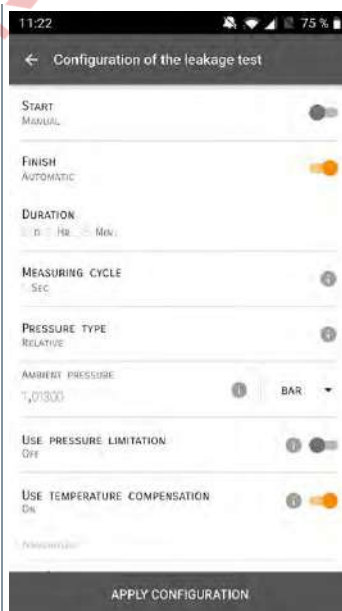 11:22 75 %
Configuration of the leakage test
START
MANUAL
FINISH
AUTOMATIC
DURATION
D HR MIN.
MEASURING CYCLE
SEC
PRESSURE TYPE
RELATIVE
AMBIENT PRESSURE
1,01300 BAR
USE PRESSURE LIMITATION
OFF
USE TEMPERATURE COMPENSATION
ON
APPLY CONFIGURATION